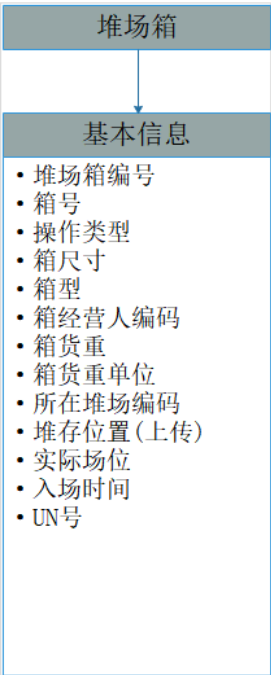 堆场箱
基本信息
• 堆场箱编号
• 箱号
• 操作类型
• 箱尺寸
• 箱型
• 箱经营人编码
• 箱货重
• 箱货重单位
• 所在堆场编码
• 堆存位置(上传)
• 实际场位
• 入场时间
• UN号